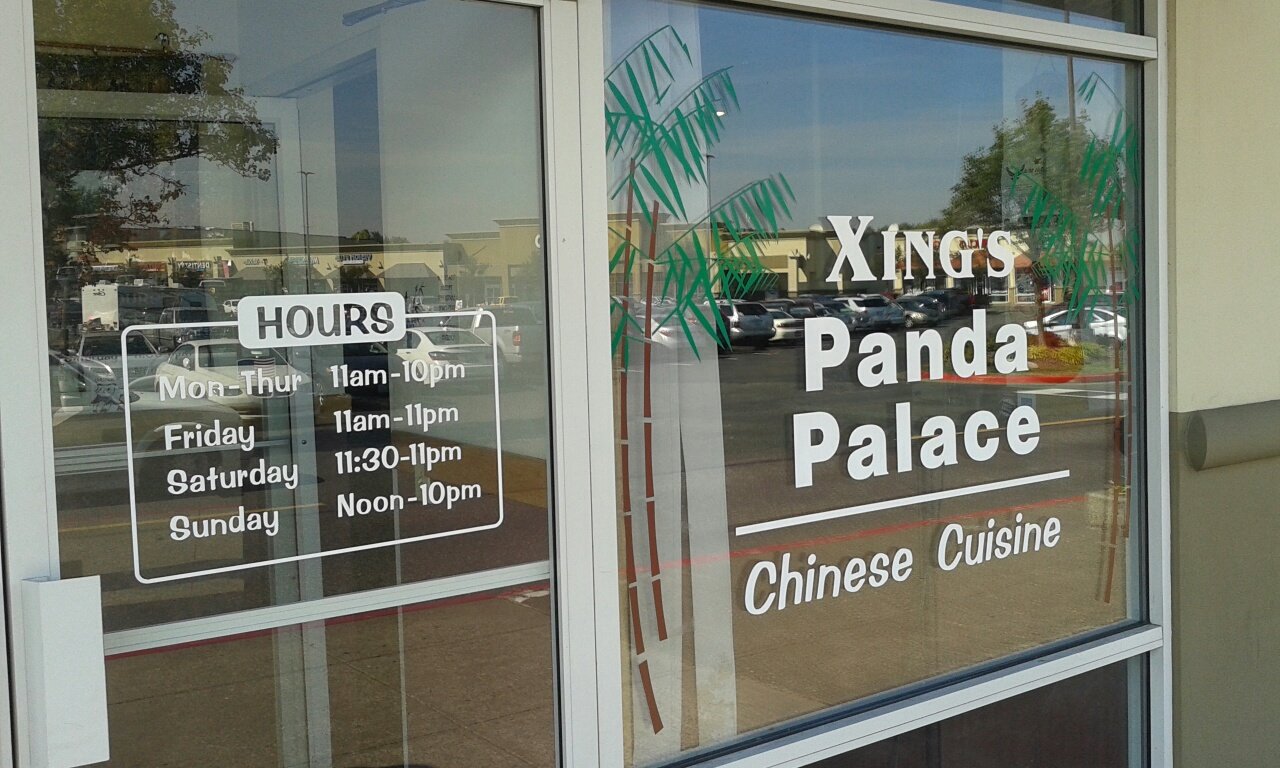 HOURS
Mon-Thur 11am-10pm
Friday 11am-11pm
Saturday 11:30-11pm
Sunday Noon-10pm
XING'S
Panda
Palace
Chinese Cuisine